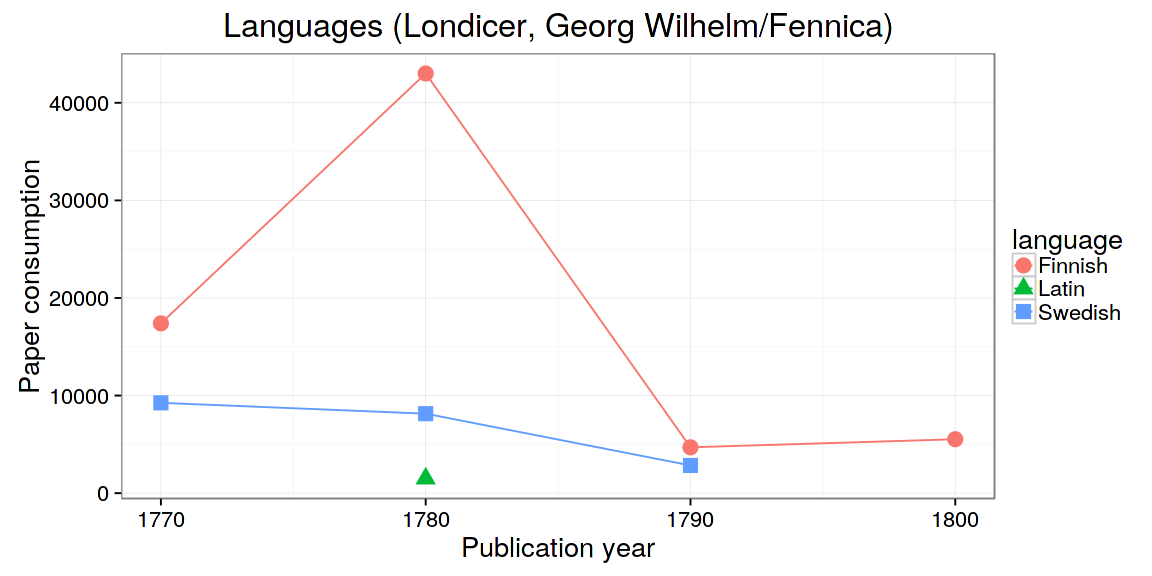 Languages (Londicer, Georg Wilhelm/Fennica)
Paper consumption
40000
30000
20000
10000
0
1770 1780 1790 1800
Publication year
language
Finnish
Latin
Swedish